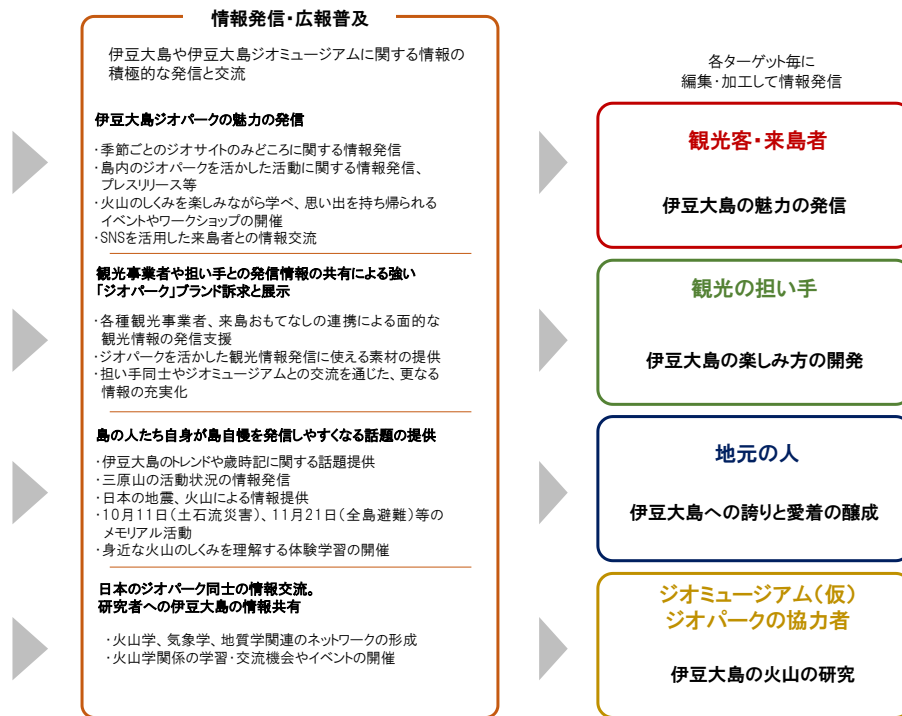 情報発信・広報普及
伊豆大島や伊豆大島ジオミュージアムに関する情報の
積極的な発信と交流
伊豆大島ジオパークの魅力の発信
・季節ごとのジオサイトのみどころに関する情報発信
・島内のジオパークを活かした活動に関する情報発信、
プレスリリース等
・火山のしくみを楽しみながら学べ、思い出を持ち帰られる
イベントやワークショップの開催
・SNSを活用した来島者との情報交流
観光事業者や担い手との発信情報の共有による強い
「ジオパーク」ブランド訴求と展示
・各種観光事業者、来島おもてなしの連携による面的な
観光情報の発信支援
・ジオパークを活かした観光情報発信に使える素材の提供
・担い手同士やジオミュージアムとの交流を通じた、更なる
情報の充実化
島の人たち自身が島自慢を発信しやすくなる話題の提供
・伊豆大島のトレンドや歳時記に関する話題提供
・三原山の活動状況の情報発信
・日本の地震、火山による情報提供
・10月11日（土石流災害）、11月21日（全島避難）等の
メモリアル活動
・身近な火山のしくみを理解する体験学習の開催
日本のジオパーク同士の情報交流。
研究者への伊豆大島の情報共有
・火山学、気象学、地質学関連のネットワークの形成
・火山学関係の学習・交流機会やイベントの開催
各ターゲット毎に
編集・加工して情報発信
観光客・来島者
伊豆大島の魅力の発信
観光の担い手
伊豆大島の楽しみ方の開発
地元の人
伊豆大島への誇りと愛着の醸成
ジオミュージアム（仮）
ジオパークの協力者
伊豆大島の火山の研究